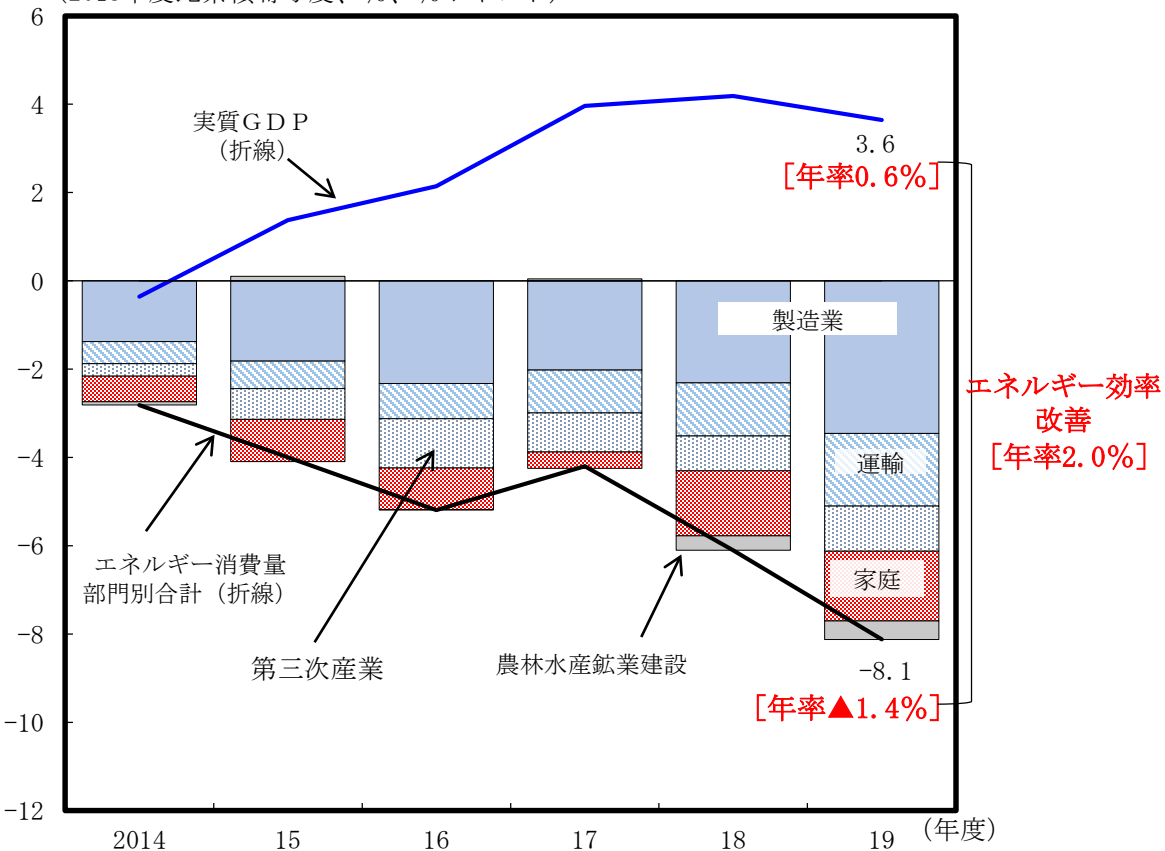 6
4
2
0
-2
-4
-6
-8
-10
-12
実質GDP
（折線）
3.6
［年率0.6%］
製造業
エネルギー効率
改善
［年率2.0%］
運輸
家庭
エネルギー消費量
部門別合計（折線）
第三次産業
農林水産鉱業建設
-8.1
［年率▲1.4%］
2014
15
16
17
18
19
（年度）